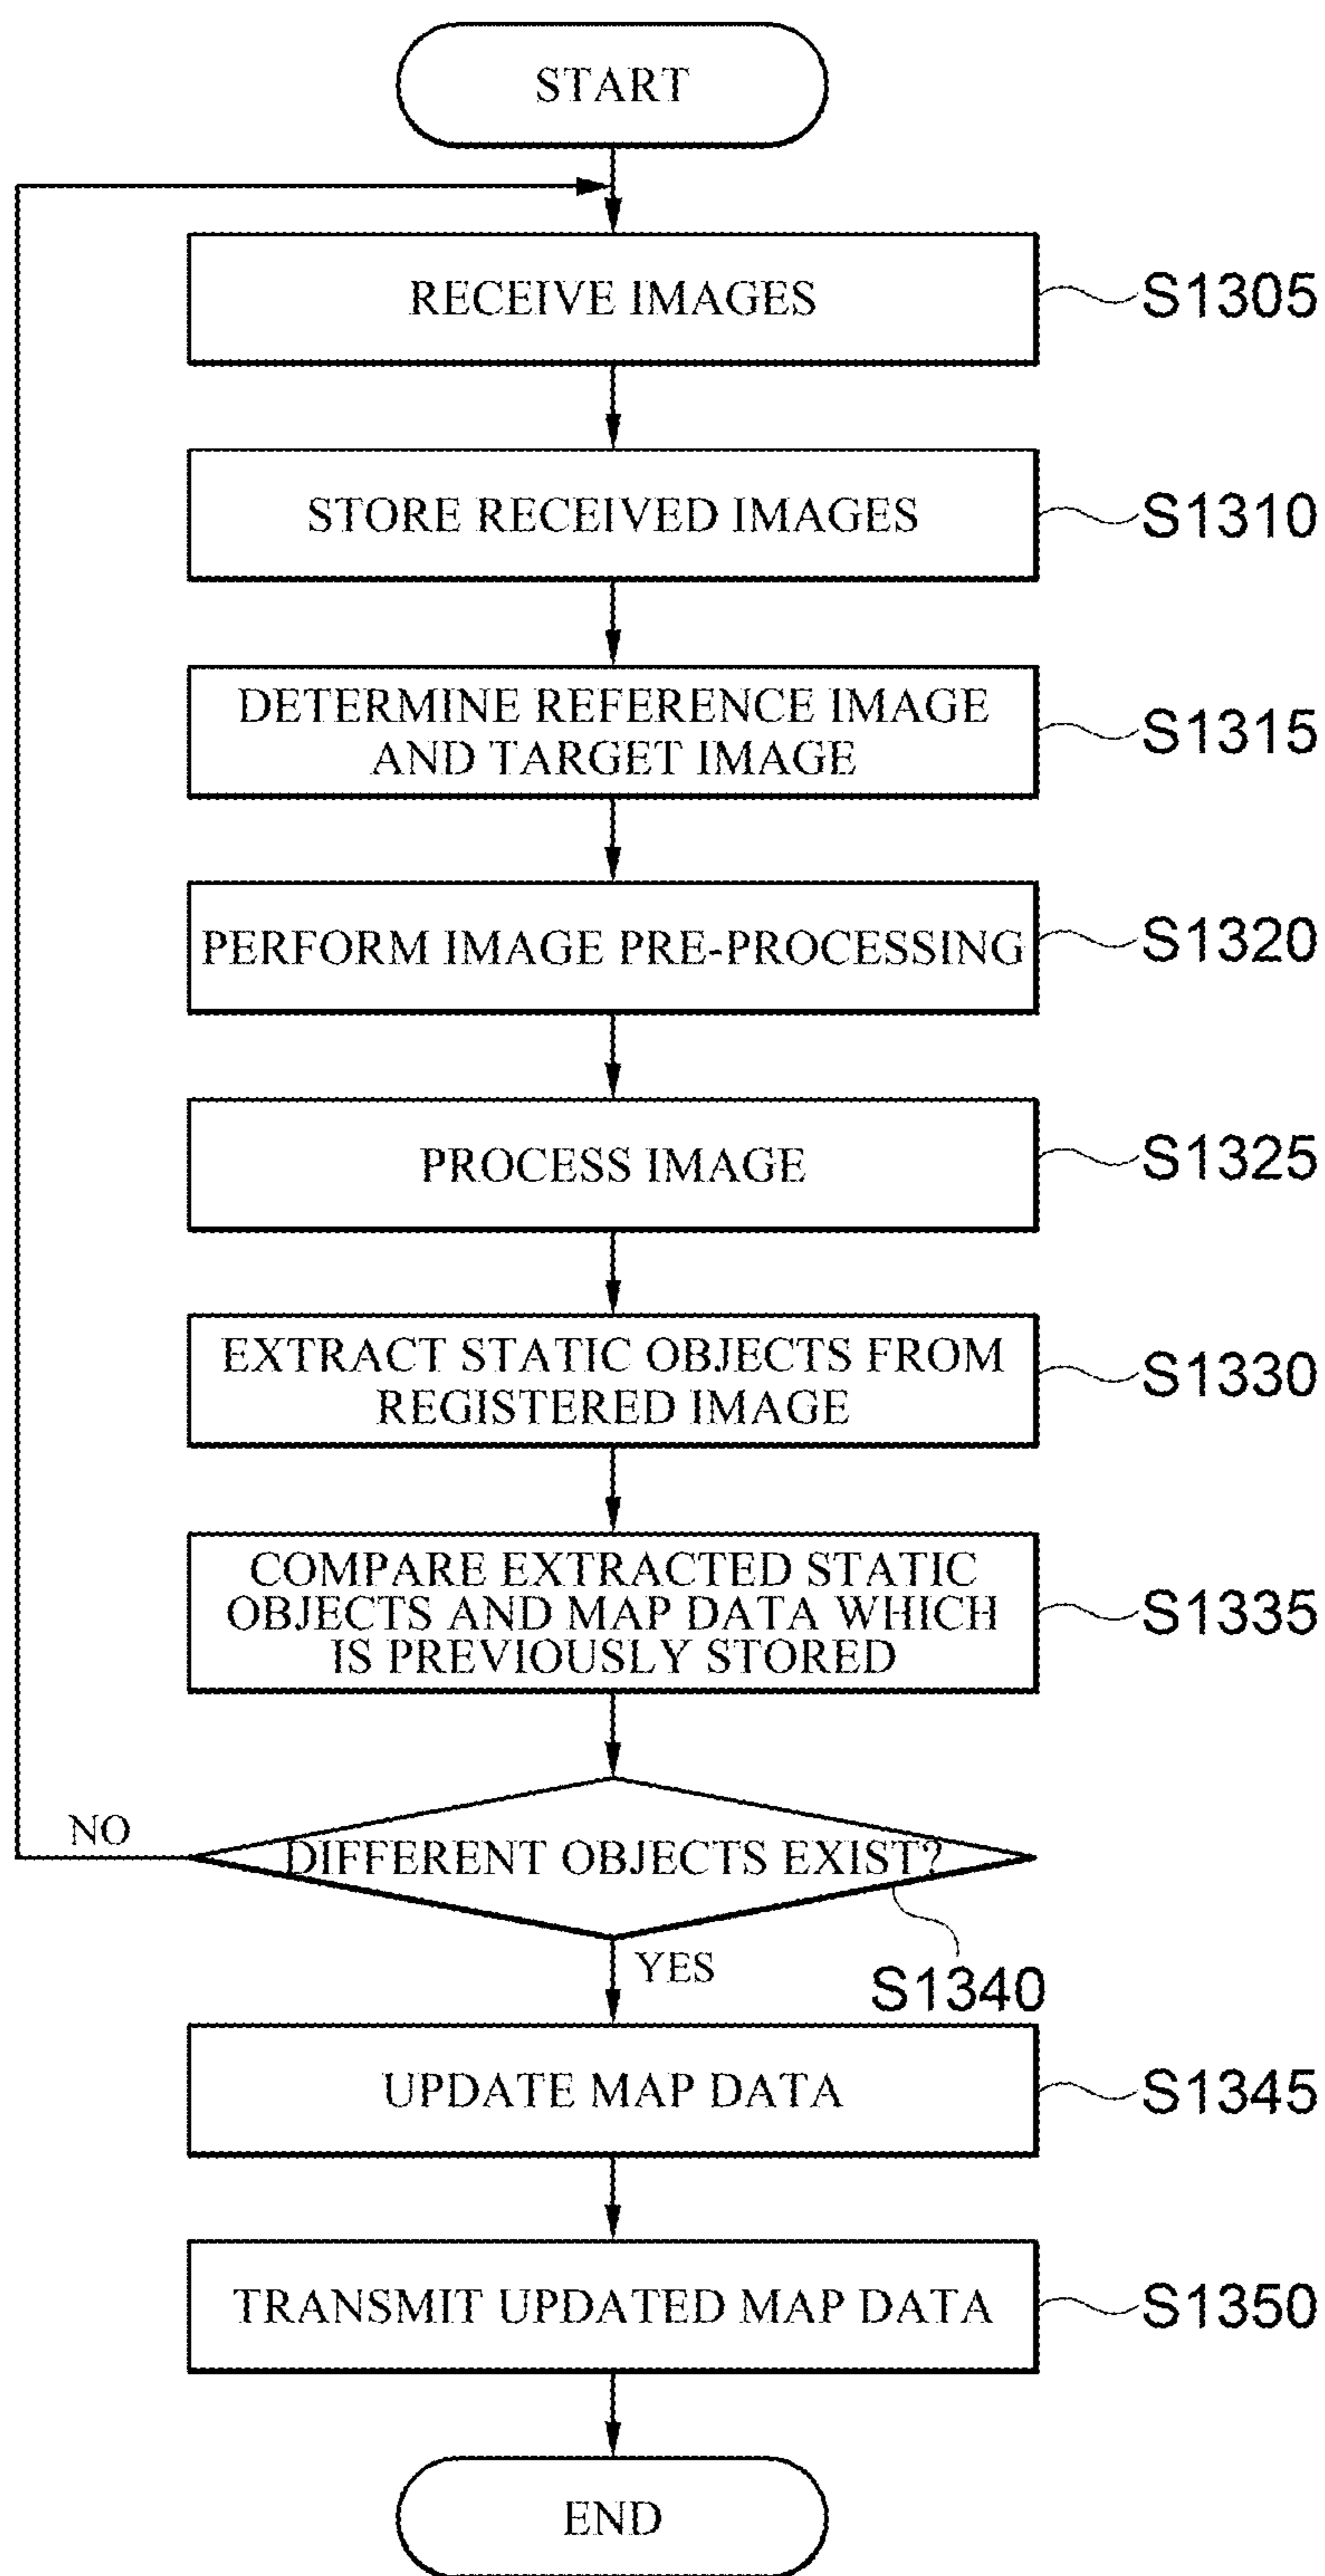 START
RECEIVE IMAGES
S1305
STORE RECEIVED IMAGES
S1310
DETERMINE REFERENCE IMAGE
AND TARGET IMAGE
S1315
PERFORM IMAGE PRE-PROCESSING
S1320
PROCESS IMAGE
S1325
EXTRACT STATIC OBJECTS FROM
REGISTERED IMAGE
S1330
COMPARE EXTRACTED STATIC
OBJECTS AND MAP DATA WHICH
IS PREVIOUSLY STORED
S1335
NO
DIFFERENT OBJECTS EXIST?
YES
S1340
UPDATE MAP DATA
S1345
TRANSMIT UPDATED MAP DATA
S1350
END